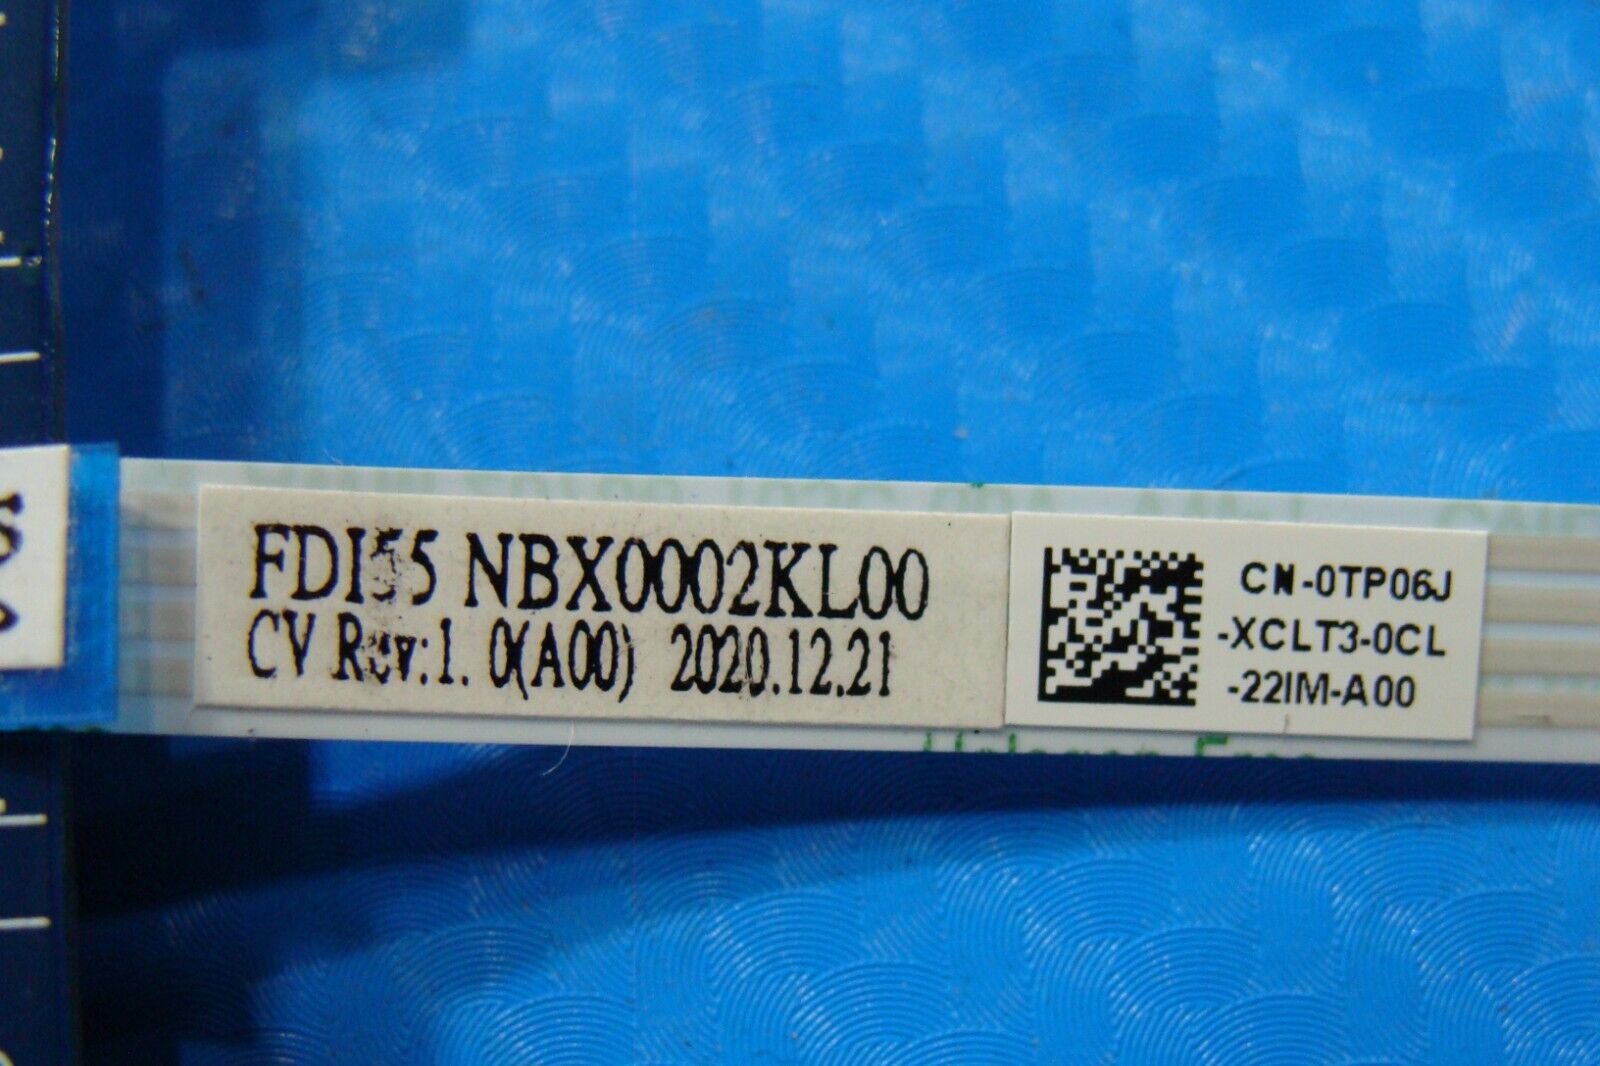 FDI55 NBX0002KL00
CV Rev:1. 0(A00) 2020.12.21
CN-0TP06J
-XCLT3-0CL
-22IM-A00